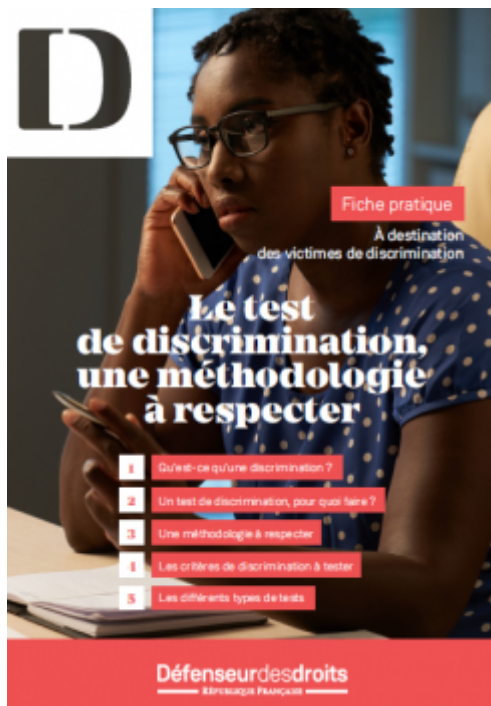 D
Fiche pratique
À destination
des victimes de discrimination
Le test
de discrimination,
une méthodologie
à respecter
1 Qu'est-ce qu'une discrimination ?
2 Un test de discrimination, pour quoi faire ?
3 Une méthodologie à respecter
4 Les critères de discrimination à tester
5 Les différents types de tests
Défenseurdesdroits
RÉPUBLIQUE FRANÇAISE